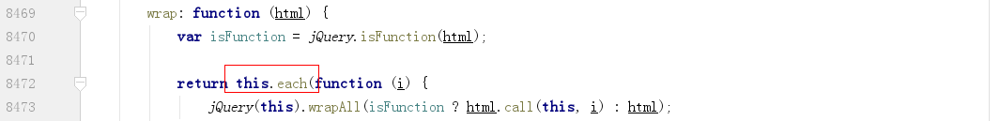 8469 wrap: function (html) {
8470 var isFunction = jQuery.isFunction(html);
8471
8472 return this.each(function (i) {
8473 jQuery(this).wrapAll(isFunction ? html.call(this, i) : html);